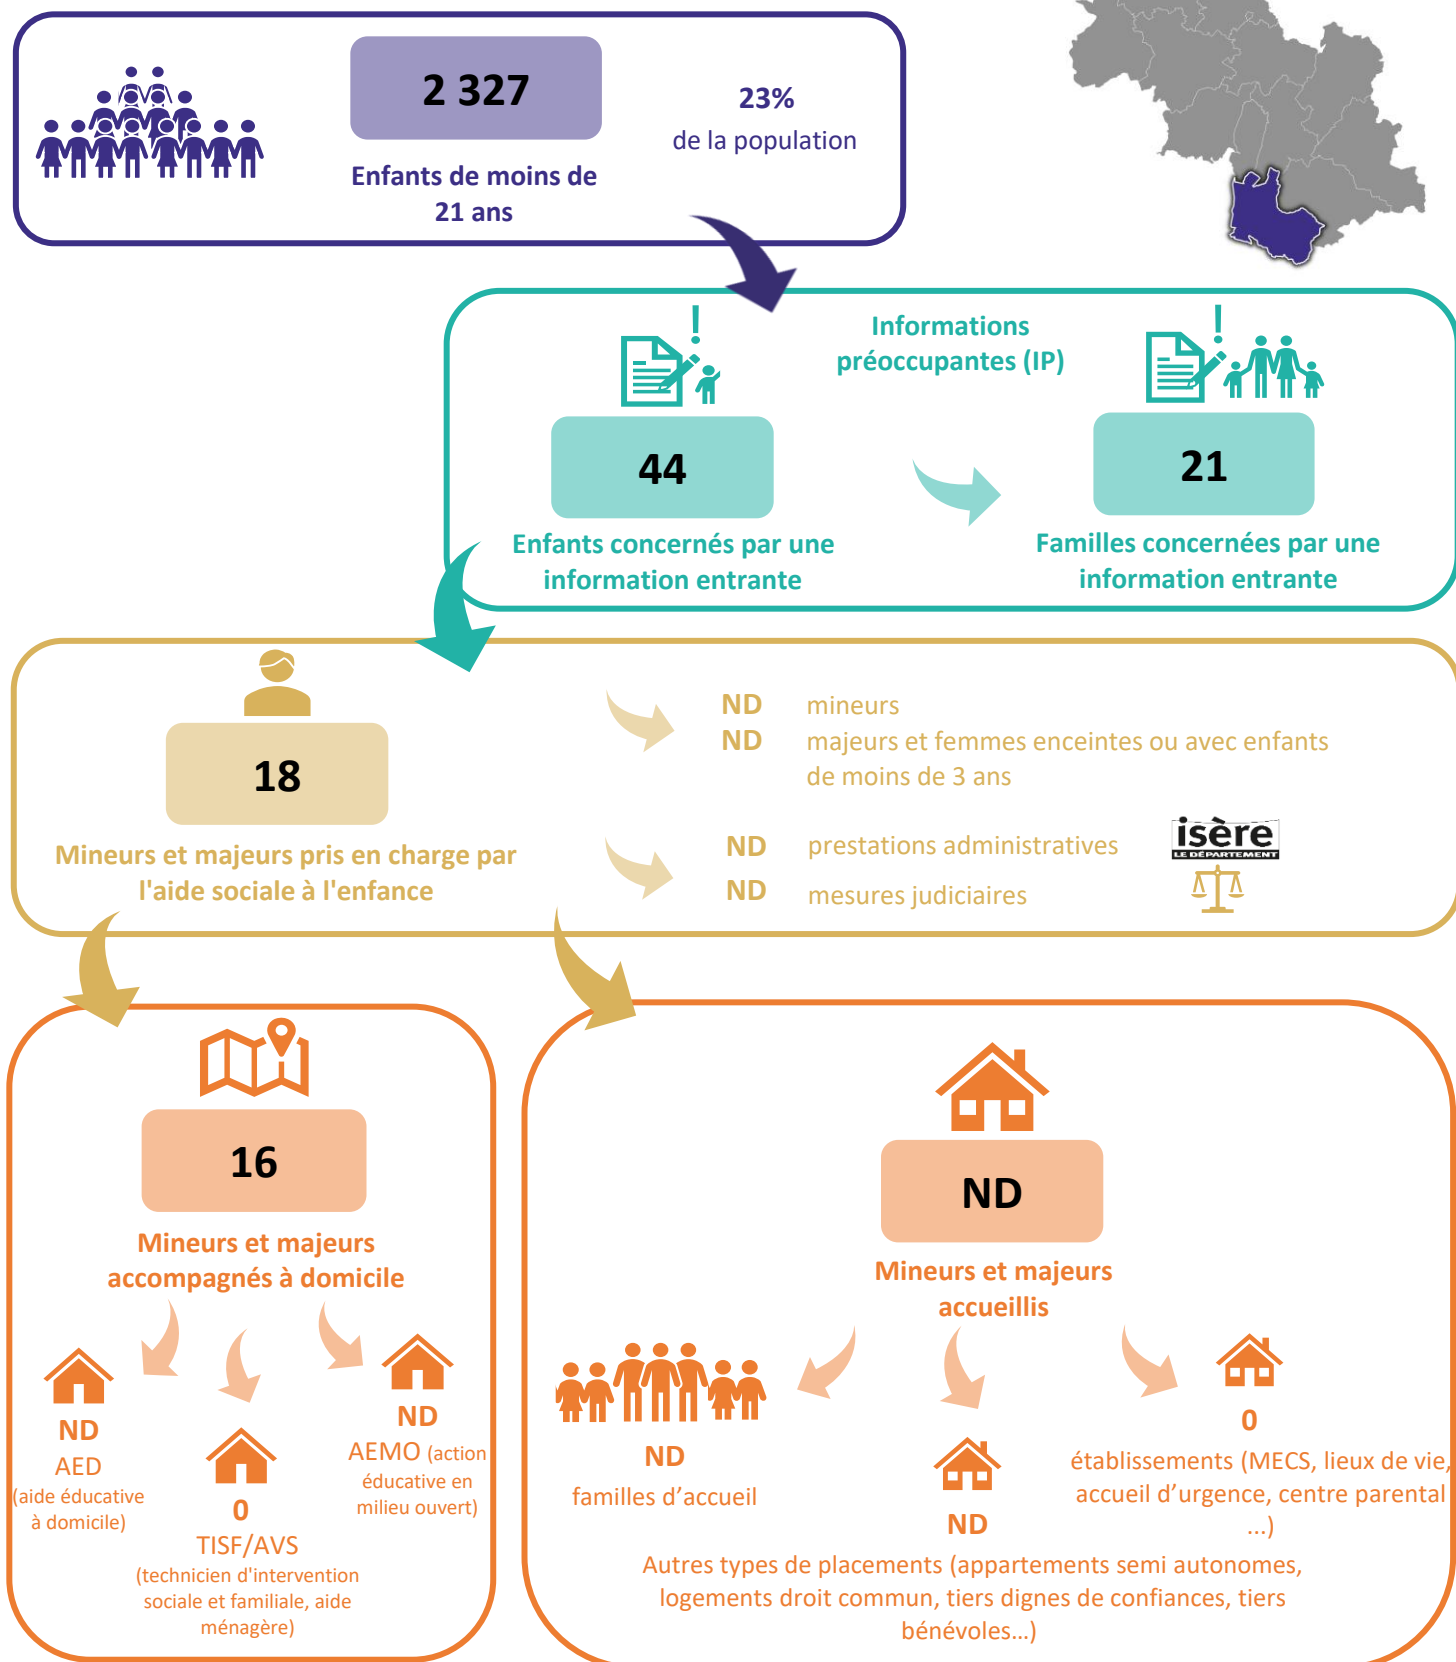 2 327
Enfants de moins de
21 ans
23%
de la population
Informations
préoccupantes (IP)
44
Enfants concernés par une
information entrante
21
Familles concernées par une
information entrante
18
Mineurs et majeurs pris en charge par
l'aide sociale à l'enfance
ND mineurs
ND majeurs et femmes enceintes ou avec enfants
de moins de 3 ans
ND prestations administratives
ND mesures judiciaires
isère
LE DÉPARTEMENT
16
Mineurs et majeurs
accompagnés à domicile
ND
AED
(aide éducative
à domicile)
0
TISF/AVS
(technicien d'intervention
sociale et familiale, aide
ménagère)
ND
AEMO (action
éducative en
milieu ouvert)
ND
Mineurs et majeurs
accueillis
ND
familles d’accueil
ND
Autres types de placements (appartements semi autonomes,
logements droit commun, tiers dignes de confiances, tiers
bénévoles…)
0
établissements (MECS, lieux de vie,
accueil d’urgence, centre parental
...)